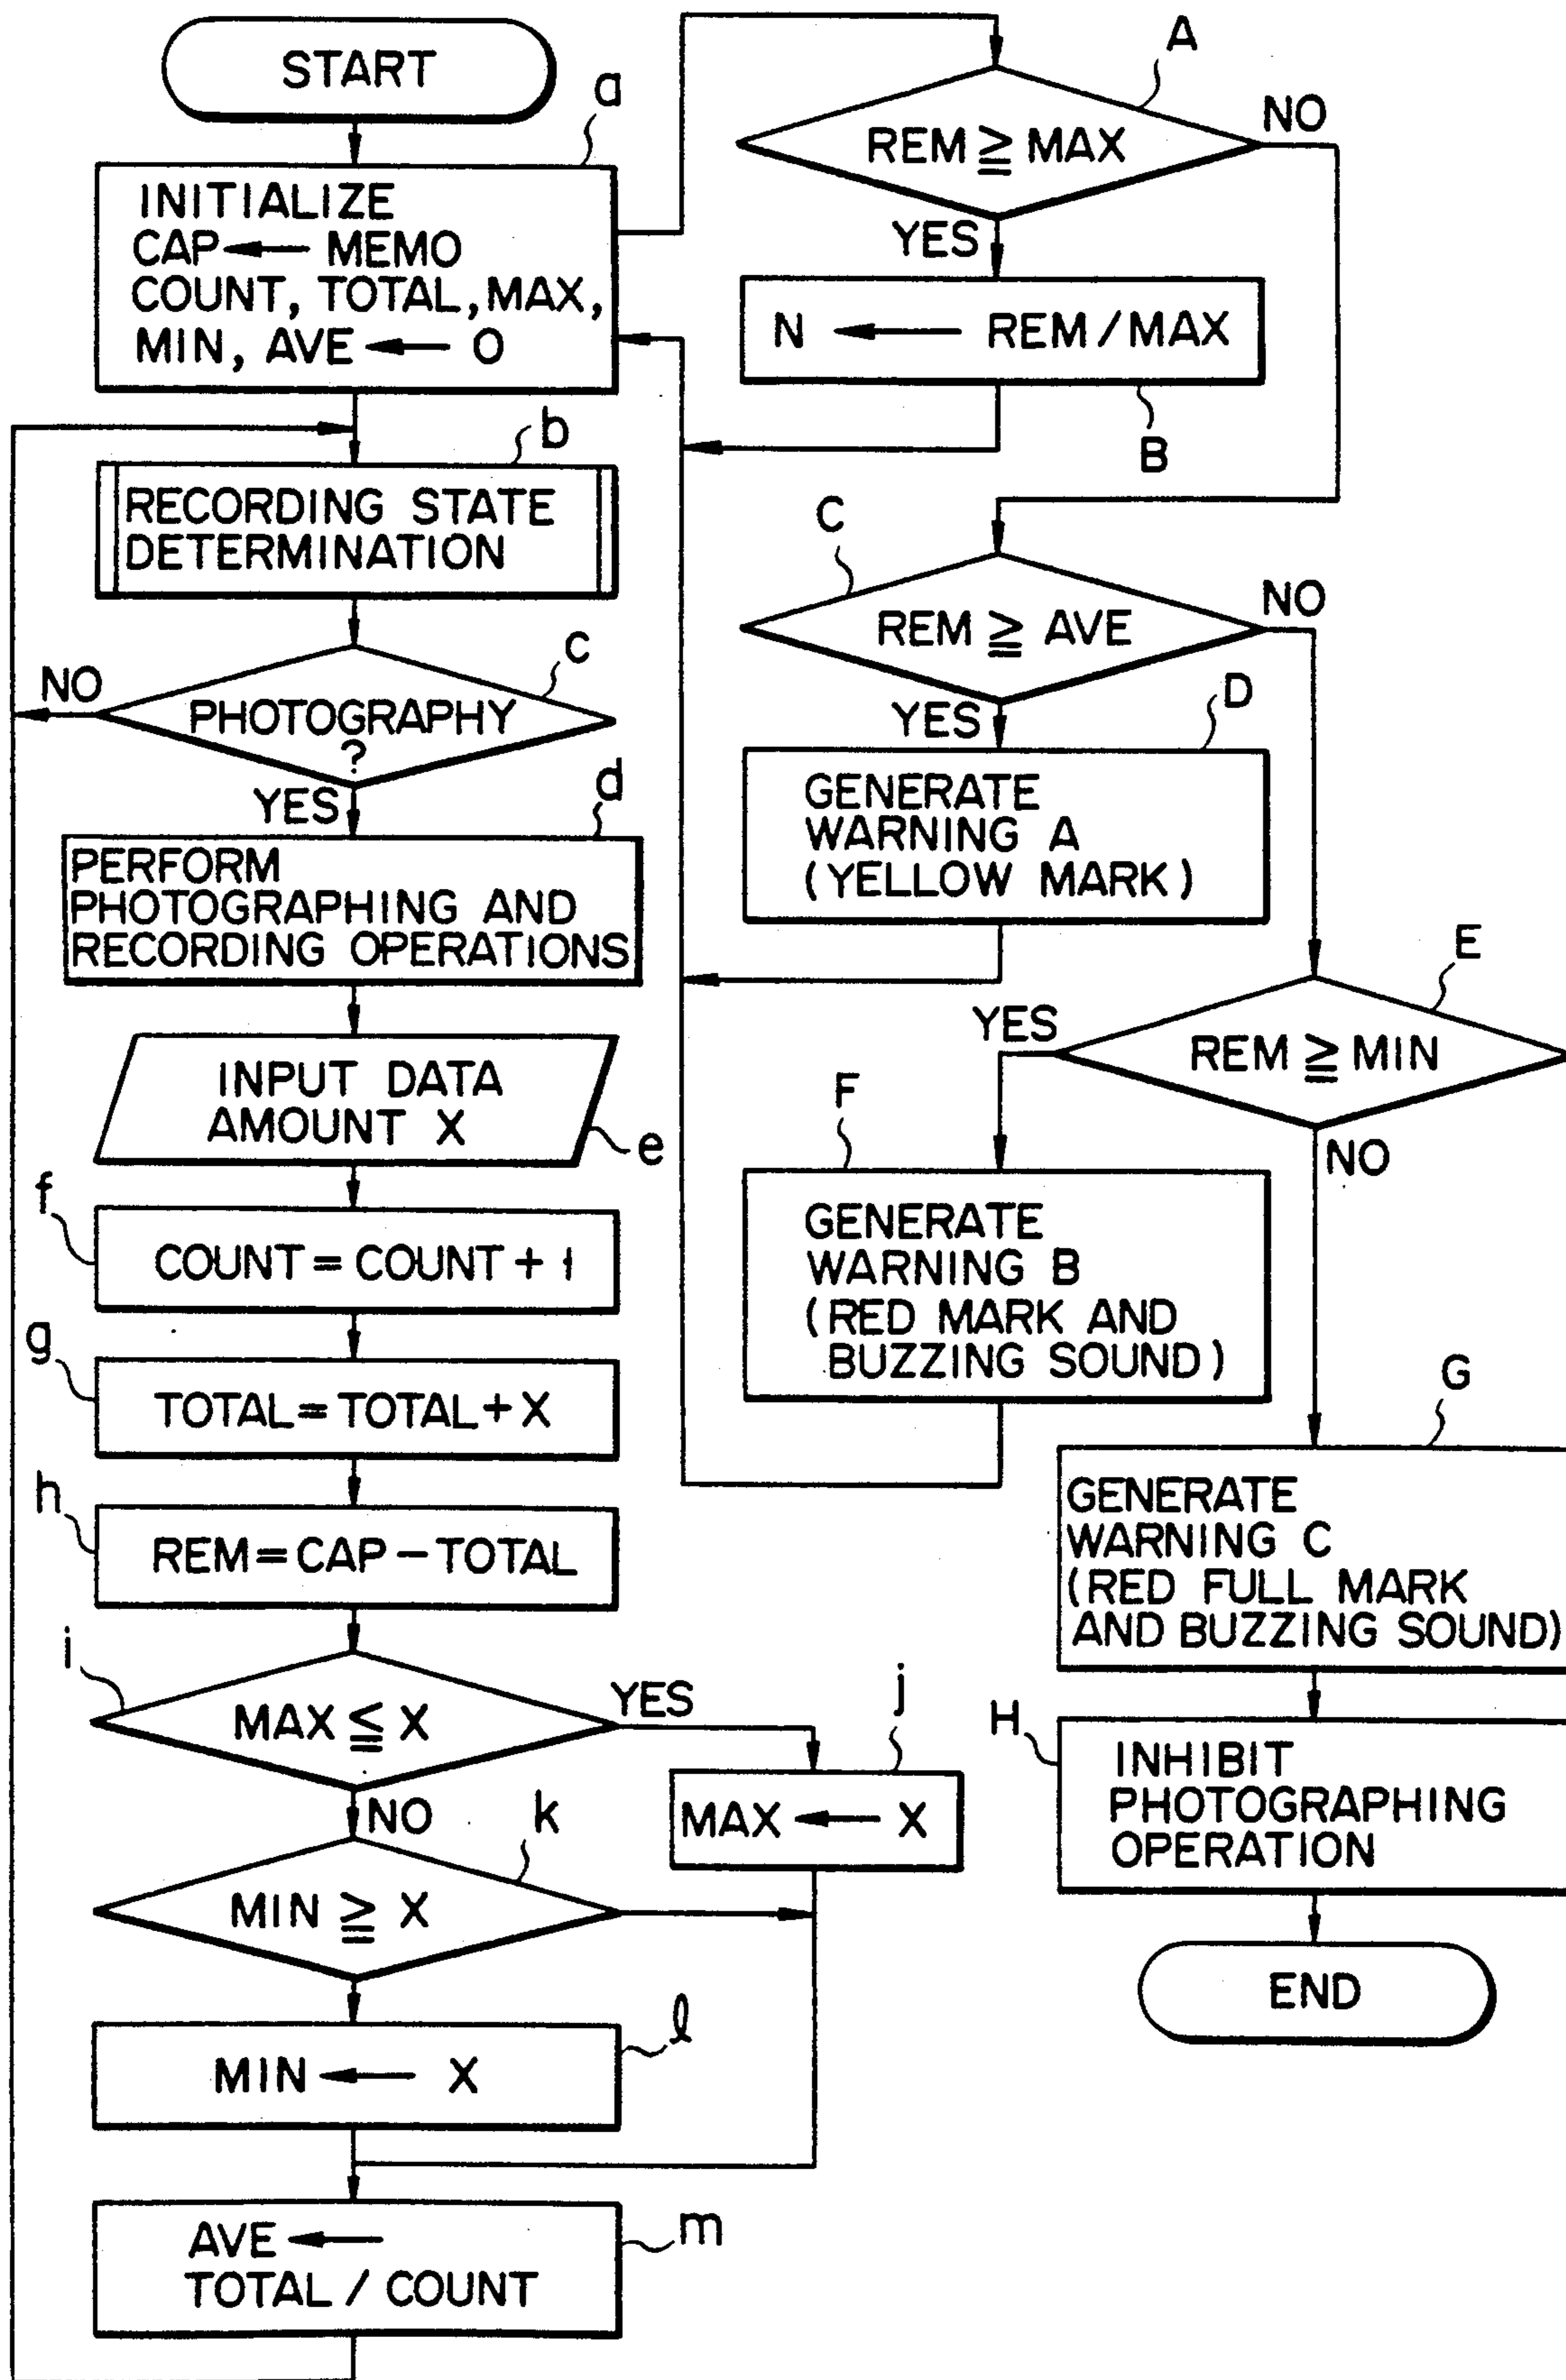 START
a
INITIALIZE
CAP ← MEMO
COUNT, TOTAL, MAX,
MIN, AVE ← O
b
RECORDING STATE
DETERMINATION
c
NO
PHOTOGRAPHY
?
YES
d
PERFORM
PHOTOGRAPHING AND
RECORDING OPERATIONS
INPUT DATA
AMOUNT X
e
f
COUNT = COUNT + 1
g
TOTAL = TOTAL + X
h
REM = CAP - TOTAL
i
MAX ≦ X
YES
j
MAX ← X
NO
k
MIN ≧ X
l
MIN ← X
m
AVE ←
TOTAL / COUNT
A
REM ≧ MAX
NO
YES
N ← REM / MAX
B
C
REM ≧ AVE
NO
YES
D
GENERATE
WARNING A
(YELLOW MARK)
E
YES
REM ≧ MIN
NO
F
GENERATE
WARNING B
(RED MARK AND
BUZZING SOUND)
G
GENERATE
WARNING C
(RED FULL MARK
AND BUZZING SOUND)
H
INHIBIT
PHOTOGRAPHING
OPERATION
END